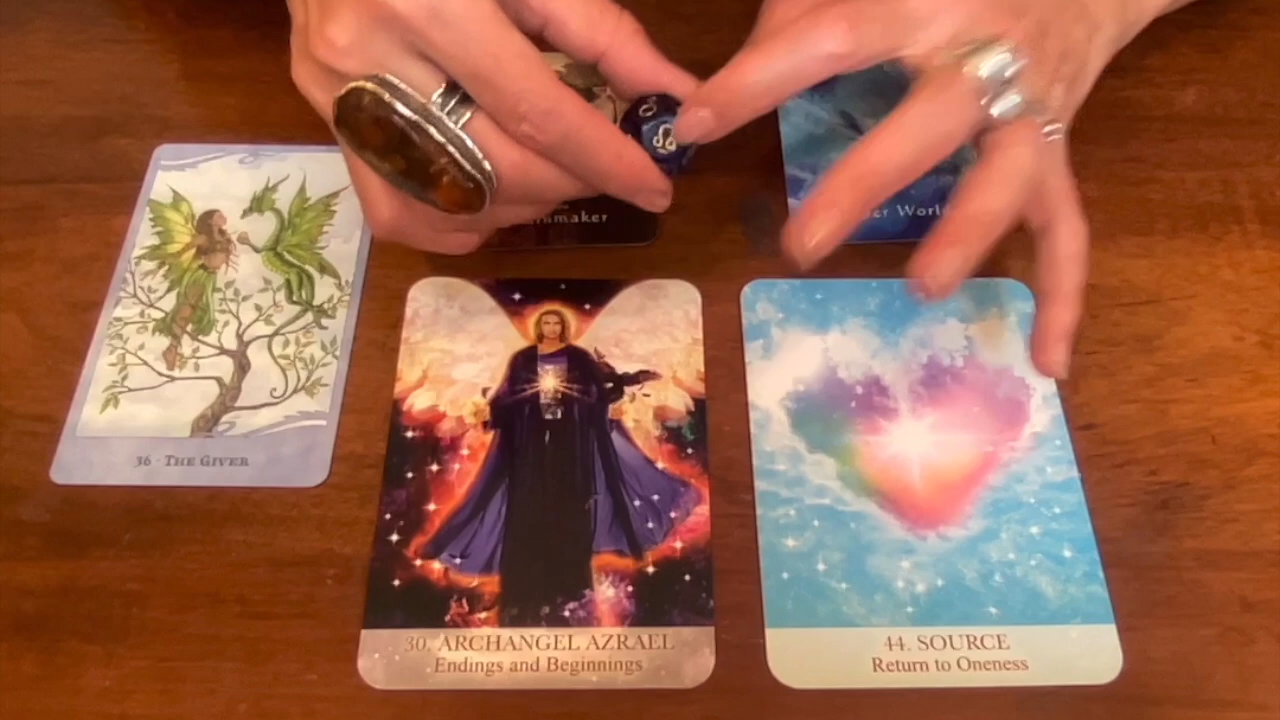 36 · THE GIVER
30. ARCHANGEL AZRAEL
Endings and Beginnings
44. SOURCE
Return to Oneness